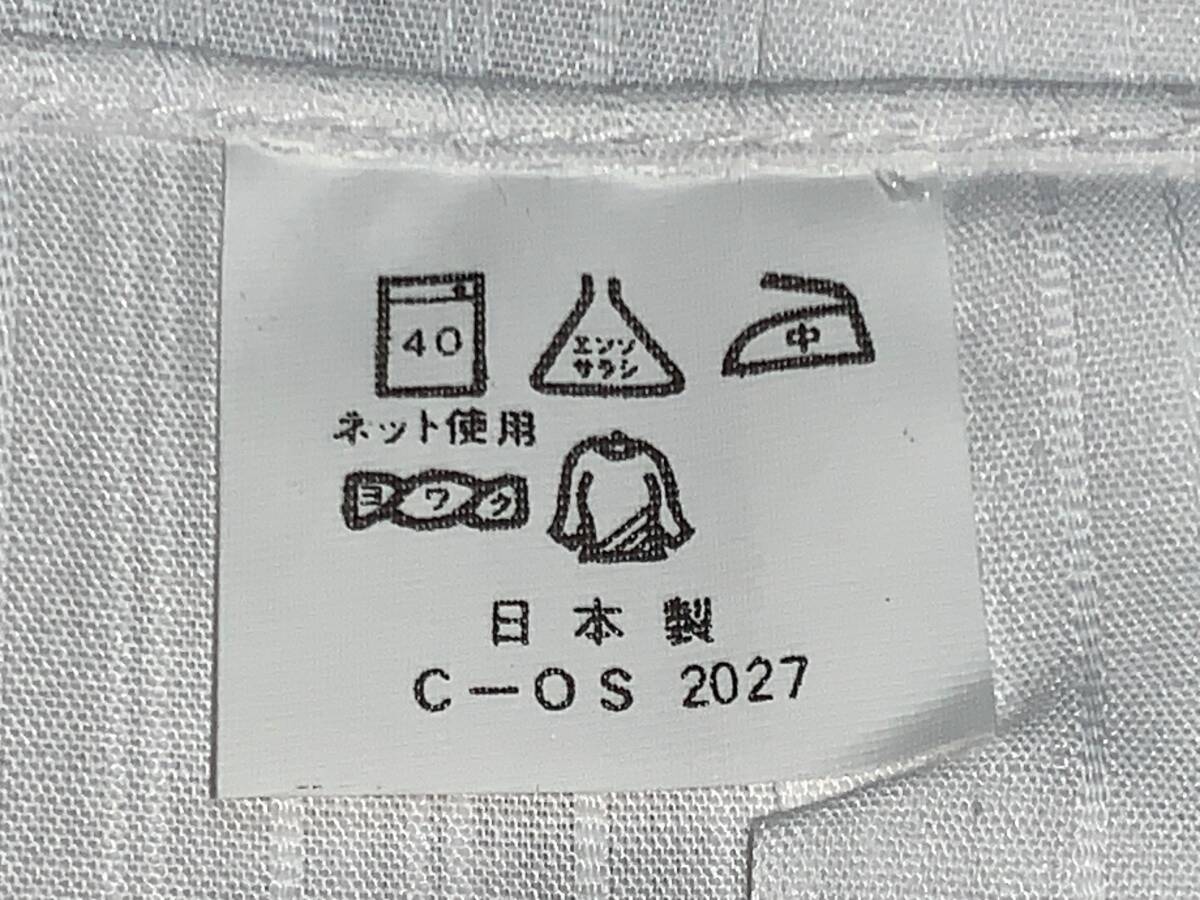 40
エンソ
サラシ
中
ネット使用
ヨワク
日本製
C-OS 2027